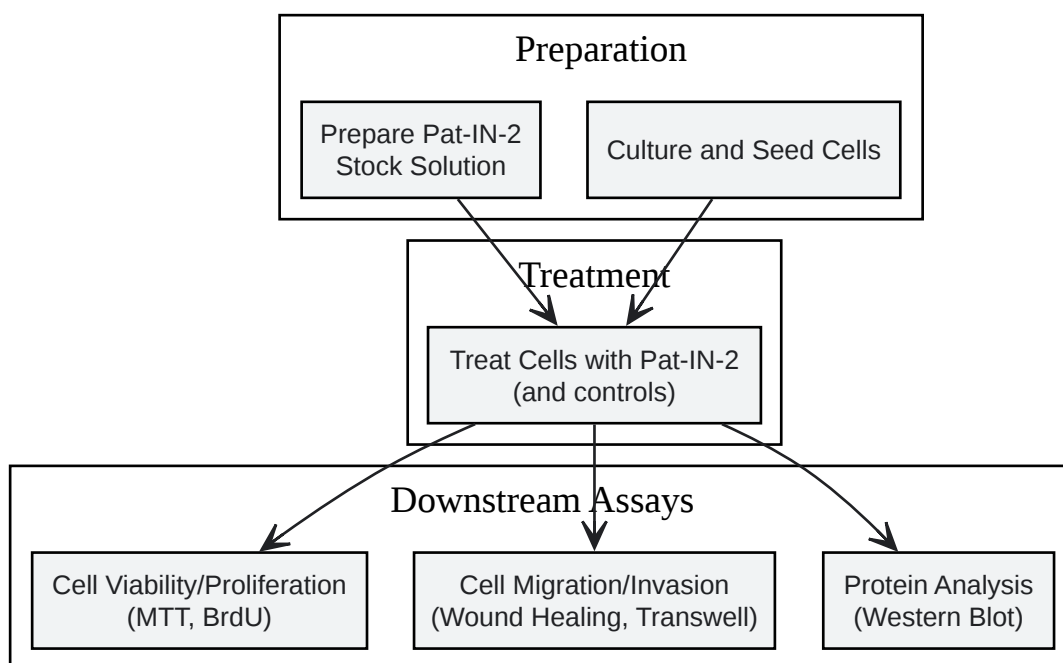 Preparation
Prepare Pat-IN-2
Stock Solution
Culture and Seed Cells
Treatment
Treat Cells with Pat-IN-2
(and controls)
Downstream Assays
Cell Viability/Proliferation
(MTT, BrdU)
Cell Migration/Invasion
(Wound Healing, Transwell)
Protein Analysis
(Western Blot)